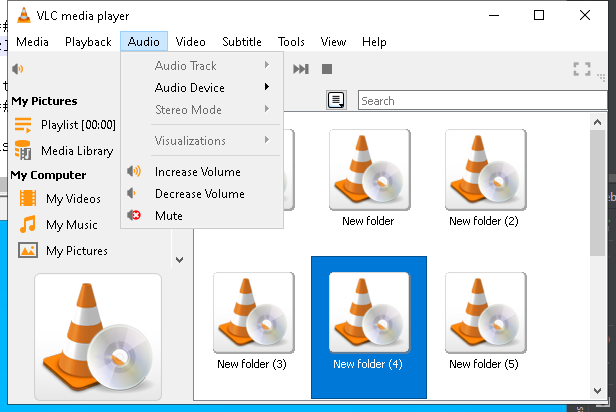 VLC media player
Media Playback Audio Video Subtitle Tools View Help
Audio Track
Audio Device
Stereo Mode
Visualizations
Increase Volume
Decrease Volume
Mute
Search
My Pictures
Playlist [00:00]
Media Library
My Computer
My Videos
My Music
My Pictures
New folder
New folder (2)
New folder (3)
New folder (4)
New folder (5)